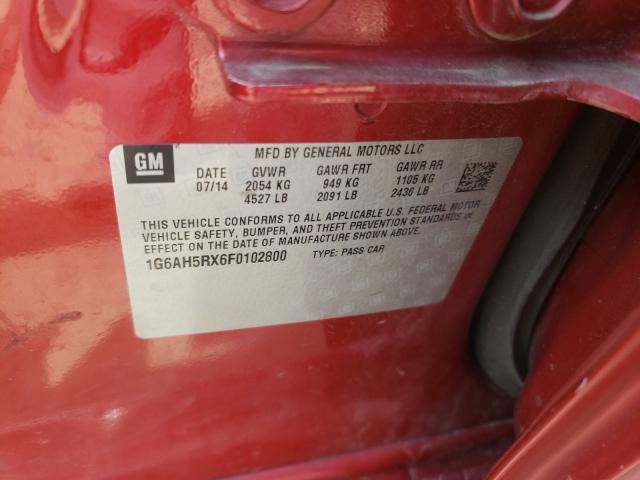 GM
MFD BY GENERAL MOTORS LLC
DATE GVWR GAWR FRT GAWR RR
07/14 2054 KG 949 KG 1105 KG
4527 LB 2091 LB 2436 LB
THIS VEHICLE CONFORMS TO ALL APPLICABLE U.S. FEDERAL MOTOR
VEHICLE SAFETY, BUMPER, AND THEFT PREVENTION STANDARDS IN
EFFECT ON THE DATE OF MANUFACTURE SHOWN ABOVE.
1G6AH5RX6F0102800 TYPE: PASS CAR